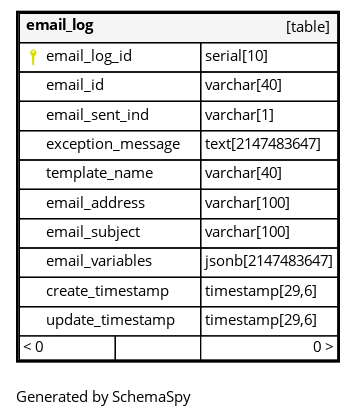 email_log [table]
email_log_id serial[10]
email_id varchar[40]
email_sent_ind varchar[1]
exception_message text[2147483647]
template_name varchar[40]
email_address varchar[100]
email_subject varchar[100]
email_variables jsonb[2147483647]
create_timestamp timestamp[29,6]
update_timestamp timestamp[29,6]
< 0 0 >
Generated by SchemaSpy